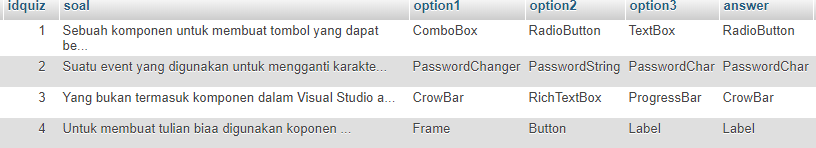 idquiz soal option1 option2 option3 answer
1 Sebuah komponen untuk membuat tombol yang dapat be... ComboBox RadioButton TextBox RadioButton
2 Suatu event yang digunakan untuk mengganti karakte... PasswordChanger PasswordString PasswordChar PasswordChar
3 Yang bukan termasuk komponen dalam Visual Studio a... CrowBar RichTextBox ProgressBar CrowBar
4 Untuk membuat tulian biaa digunakan koponen ... Frame Button Label Label